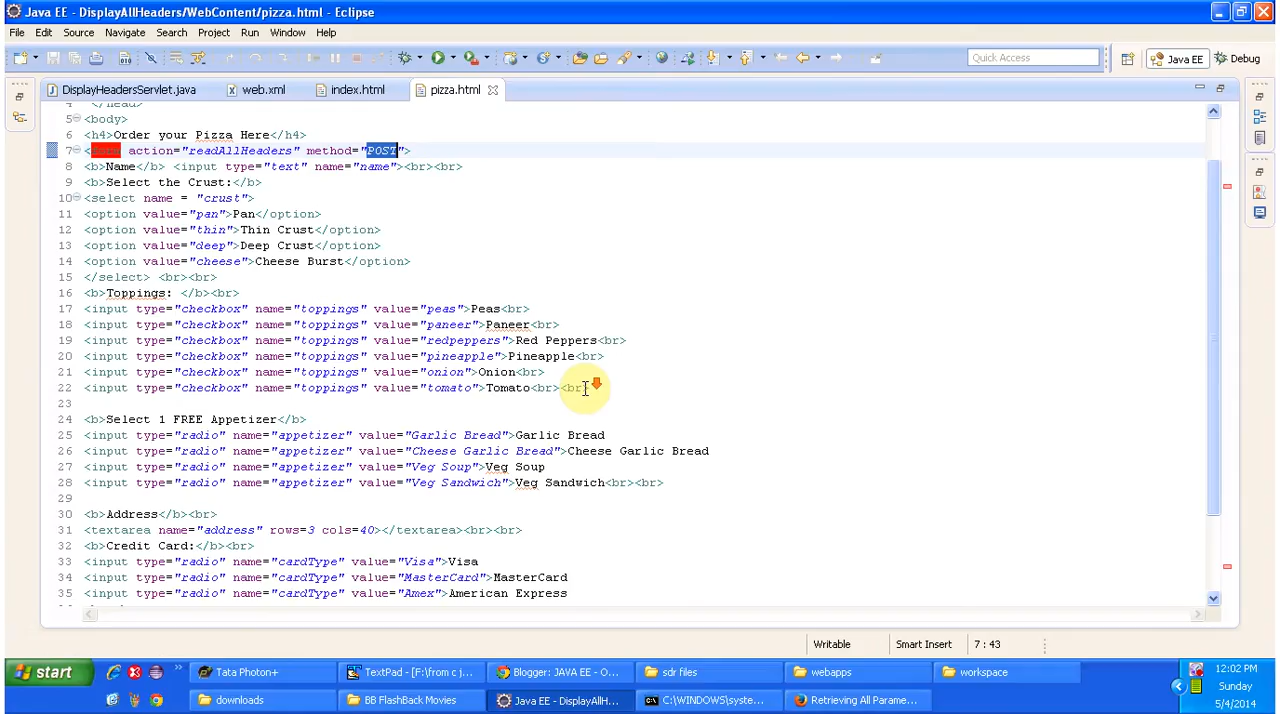 Java EE - DisplayAllHeaders/WebContent/pizza.html - Eclipse
File Edit Source Navigate Search Project Run Window Help
Quick Access Java EE Debug
DisplayHeadersServlet.java web.xml index.html pizza.html
4 </head>
5 <body>
6 <h4>Order your Pizza Here</h4>
7 <form action="readAllHeaders" method="POST">
8 <b>Name</b> <input type="text" name="name"><br><br>
9 <b>Select the Crust:</b>
10 <select name = "crust">
11 <option value="pan">Pan</option>
12 <option value="thin">Thin Crust</option>
13 <option value="deep">Deep Crust</option>
14 <option value="cheese">Cheese Burst</option>
15 </select> <br><br>
16 <b>Toppings: </b><br>
17 <input type="checkbox" name="toppings" value="peas">Peas<br>
18 <input type="checkbox" name="toppings" value="paneer">Paneer<br>
19 <input type="checkbox" name="toppings" value="redpeppers">Red Peppers<br>
20 <input type="checkbox" name="toppings" value="pineapple">Pineapple<br>
21 <input type="checkbox" name="toppings" value="onion">Onion<br>
22 <input type="checkbox" name="toppings" value="tomato">Tomato<br><br>
23
24 <b>Select 1 FREE Appetizer</b>
25 <input type="radio" name="appetizer" value="Garlic Bread">Garlic Bread
26 <input type="radio" name="appetizer" value="Cheese Garlic Bread">Cheese Garlic Bread
27 <input type="radio" name="appetizer" value="Veg Soup">Veg Soup
28 <input type="radio" name="appetizer" value="Veg Sandwich">Veg Sandwich<br><br>
29
30 <b>Address</b><br>
31 <textarea name="address" rows=3 cols=40></textarea><br><br>
32 <b>Credit Card:</b><br>
33 <input type="radio" name="cardType" value="Visa">Visa
34 <input type="radio" name="cardType" value="MasterCard">MasterCard
35 <input type="radio" name="cardType" value="Amex">American Express
Writable Smart Insert 7 : 43
start Tata Photon+ TextPad - [F:\from c j... Blogger: JAVA EE - O... sdr files webapps workspace 12:02 PM
Sunday
downloads BB FlashBack Movies Java EE - DisplayAllH... C:\WINDOWS\syste... Retrieving All Parame... 5/4/2014